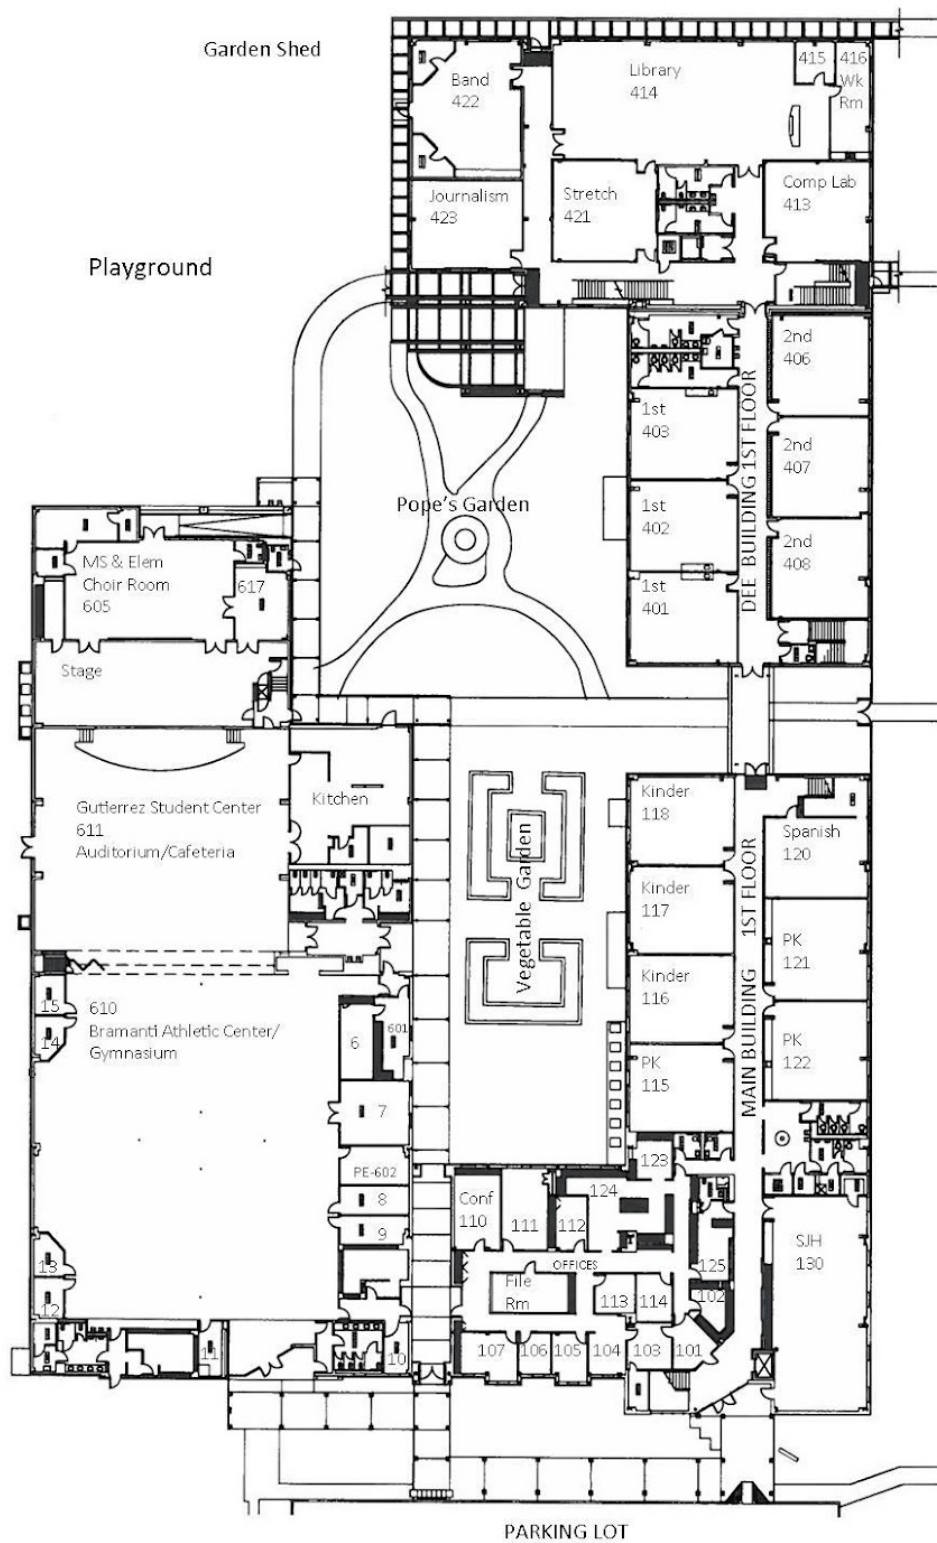 Garden Shed
Band
422
Library
414
415
416
Wk
Rm
Journalism
423
Stretch
421
Comp Lab
413
Playground
2nd
406
1st
403
2nd
407
DEE BUILDING 1ST FLOOR
Pope's Garden
1st
402
2nd
408
1st
401
MS & Elem
Choir Room
605
617
Stage
Gutierrez Student Center
611
Auditorium/Cafeteria
Kitchen
Vegetable Garden
Kinder
118
Spanish
120
Kinder
117
PK
121
MAIN BUILDING 1ST FLOOR
Kinder
116
PK
122
PK
115
15
14
610
Bramanti Athletic Center/
Gymnasium
6
601
7
PE-602
8
9
13
12
11
10
123
124
Conf
110
111
112
OFFICES
125
SJH
130
File
Rm
113
114
102
107
106
105
104
103
101
PARKING LOT